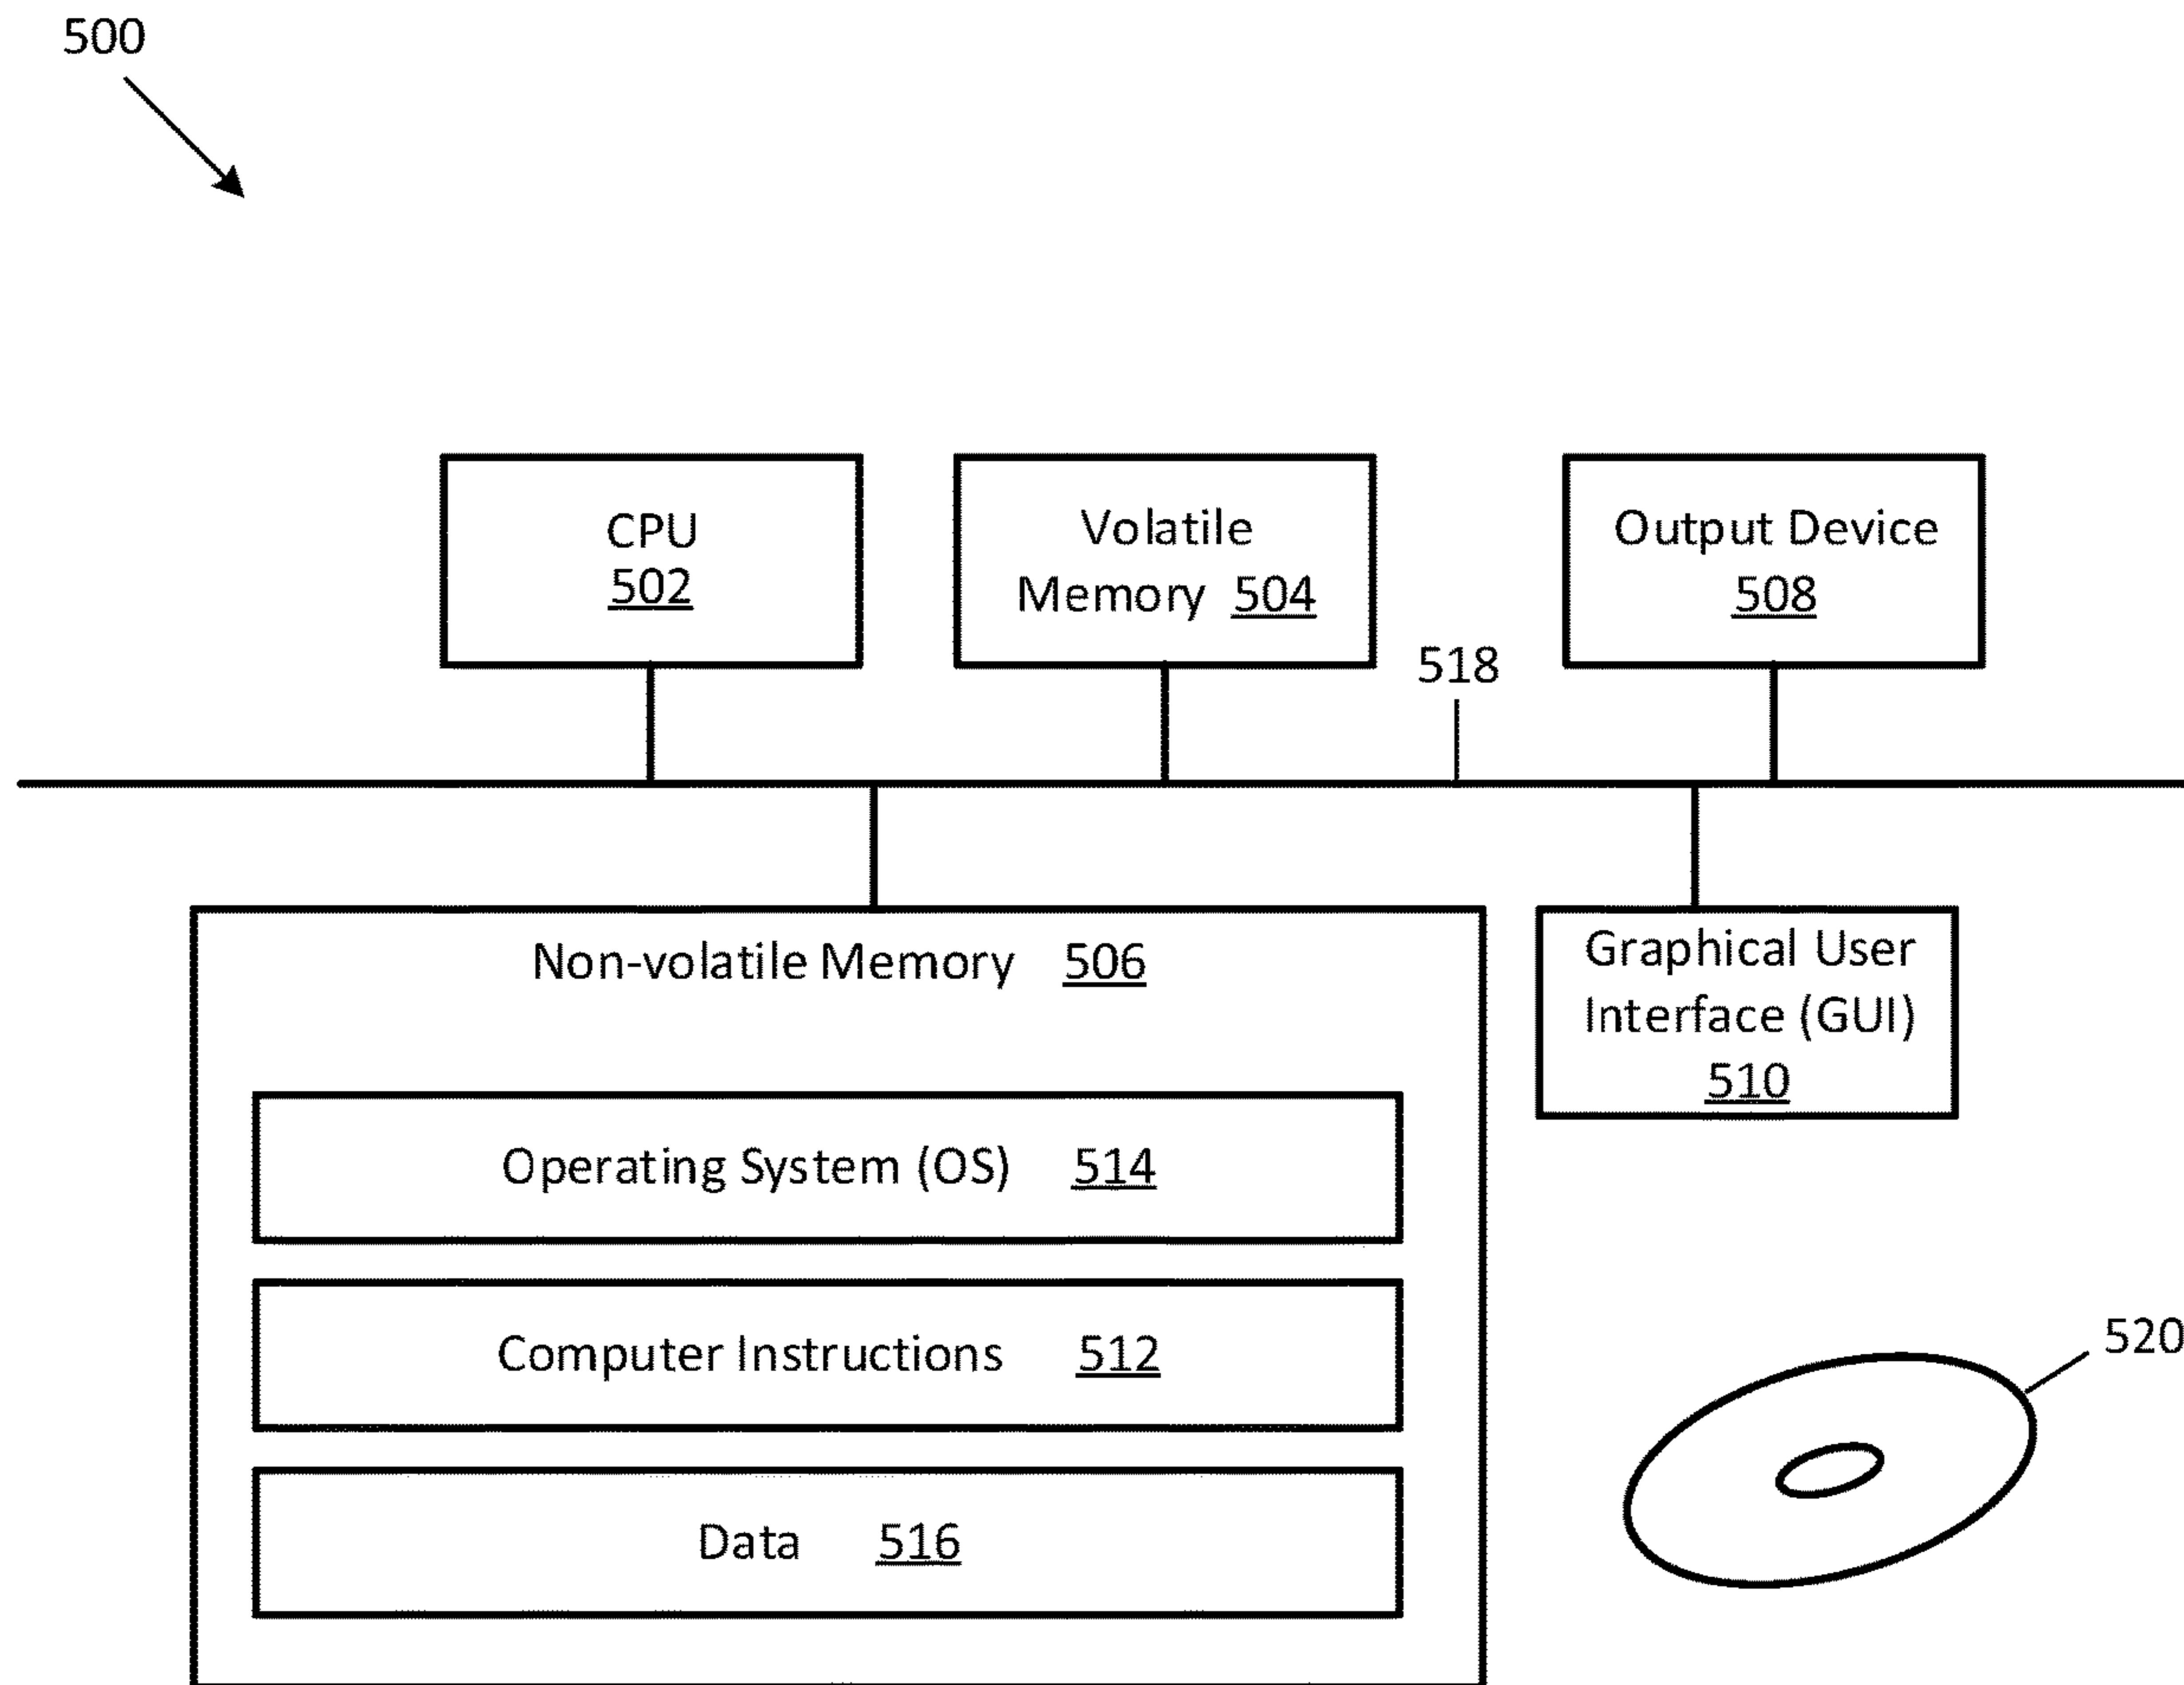 500
CPU
502
Volatile
Memory 504
Output Device
508
518
Non-volatile Memory 506
Graphical User
Interface (GUI)
510
Operating System (OS) 514
Computer Instructions 512
520
Data 516